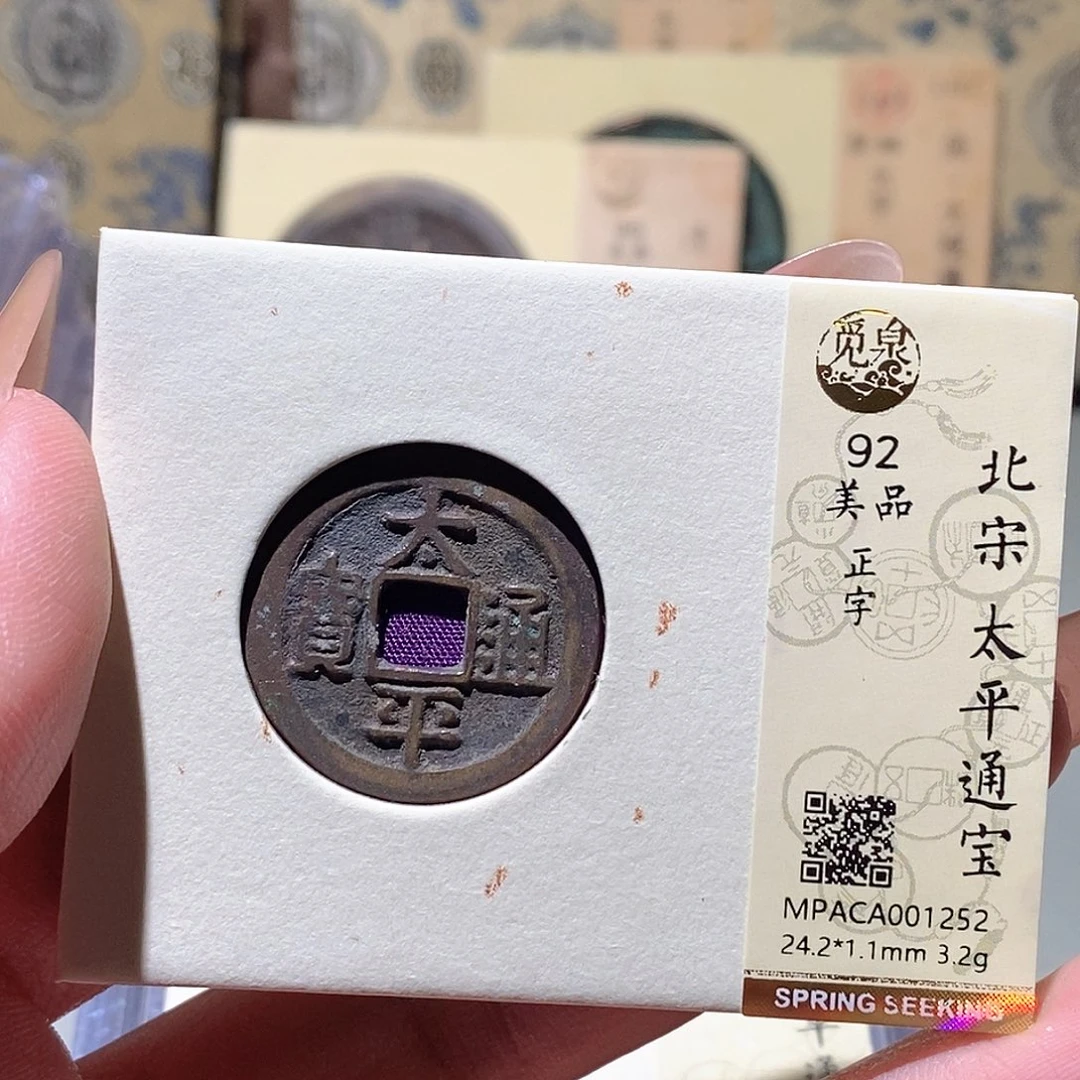 太
平
通
寶
觅泉
92
美品
正字
北宋太平通宝
MPACA001252
24.2*1.1mm 3.2g
SPRING SEEKING